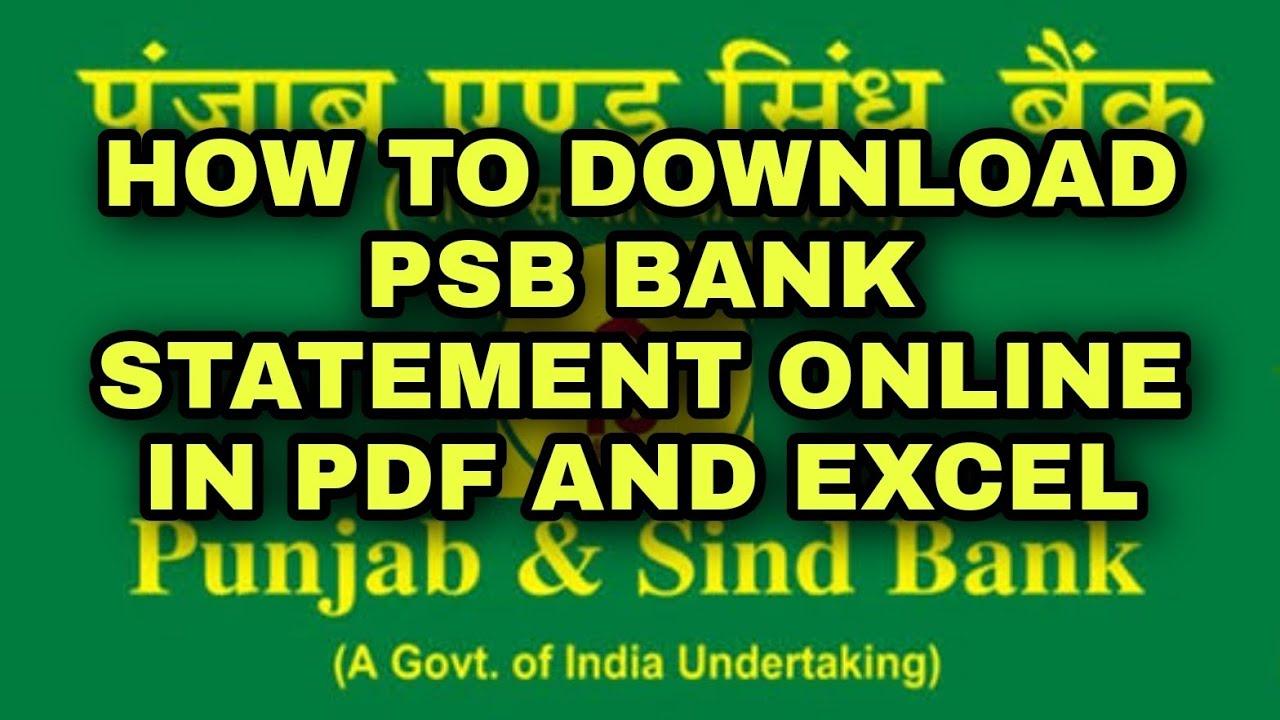 पंजाब एण्ड सिंध बैंक
HOW TO DOWNLOAD
PSB BANK
STATEMENT ONLINE
IN PDF AND EXCEL
Punjab & Sind Bank
(A Govt. of India Undertaking)